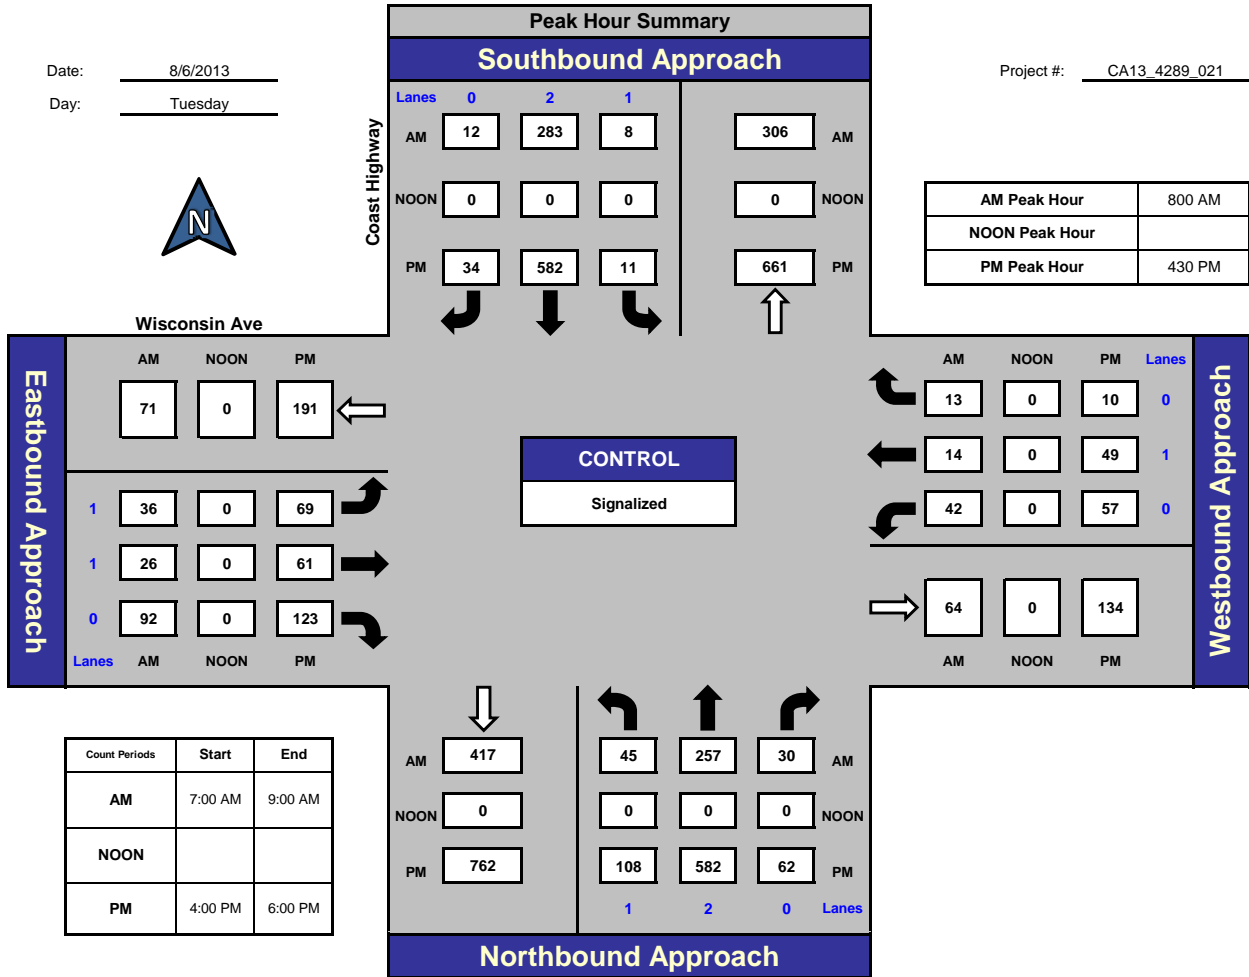 Peak Hour Summary
Southbound Approach
Date: 8/6/2013
Project #: CA13_4289_021
Day: Tuesday
Lanes 0 2 1
AM 12 283 8 306 AM
Coast Highway
N
NOON 0 0 0 0 NOON
AM Peak Hour 800 AM
NOON Peak Hour
PM Peak Hour 430 PM
PM 34 582 11 661 PM
Wisconsin Ave
Eastbound Approach
AM NOON PM
71 0 191
1 36 0 69
1 26 0 61
0 92 0 123
Lanes AM NOON PM
CONTROL
Signalized
AM NOON PM Lanes
13 0 10 0
14 0 49 1
42 0 57 0
64 0 134
AM NOON PM
Westbound Approach
Count Periods Start End
AM 7:00 AM 9:00 AM
NOON
PM 4:00 PM 6:00 PM
AM 417 45 257 30 AM
NOON 0 0 0 0 NOON
PM 762 108 582 62 PM
1 2 0 Lanes
Northbound Approach